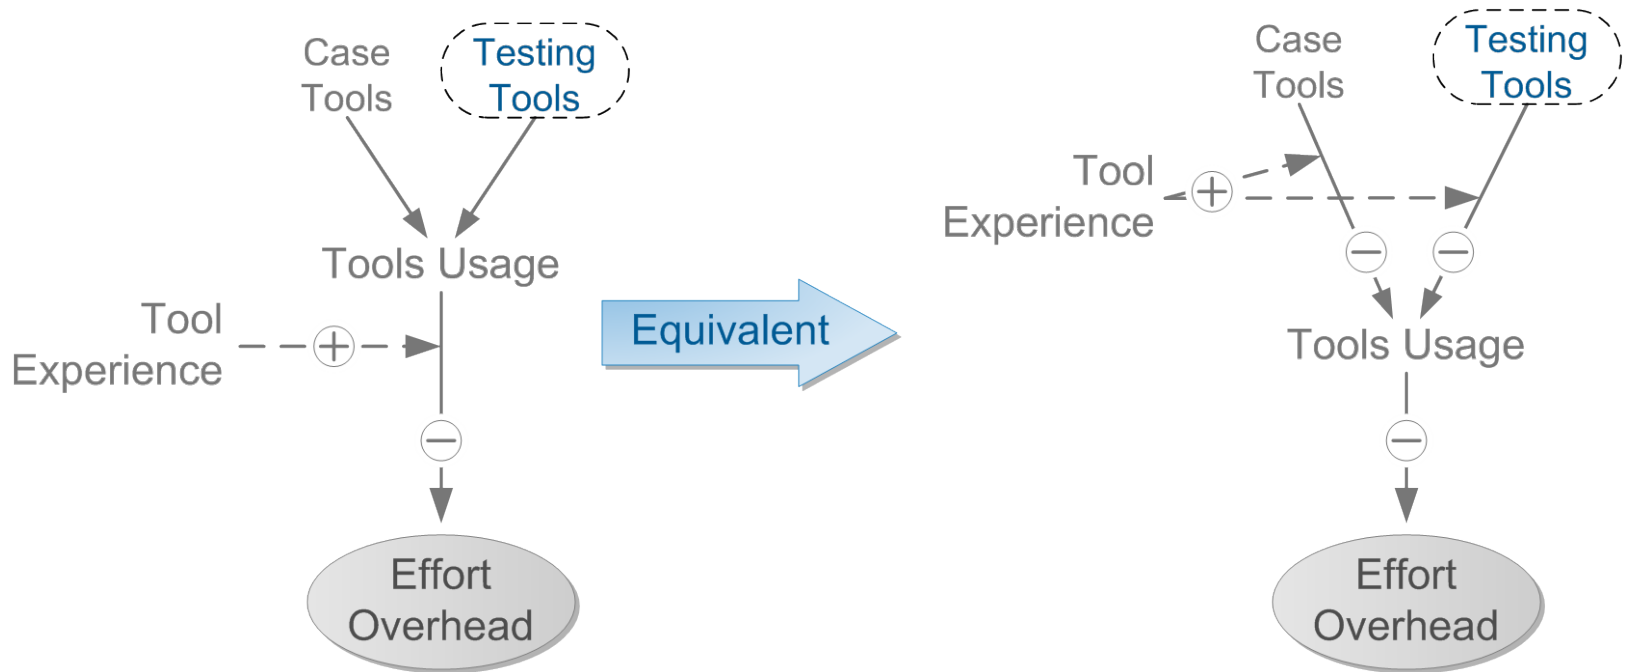 Case
Tools
Testing
Tools
Tools Usage
Tool
Experience
+
−
Effort
Overhead
Equivalent
Case
Tools
Testing
Tools
Tool
Experience
+
−
−
Tools Usage
−
Effort
Overhead